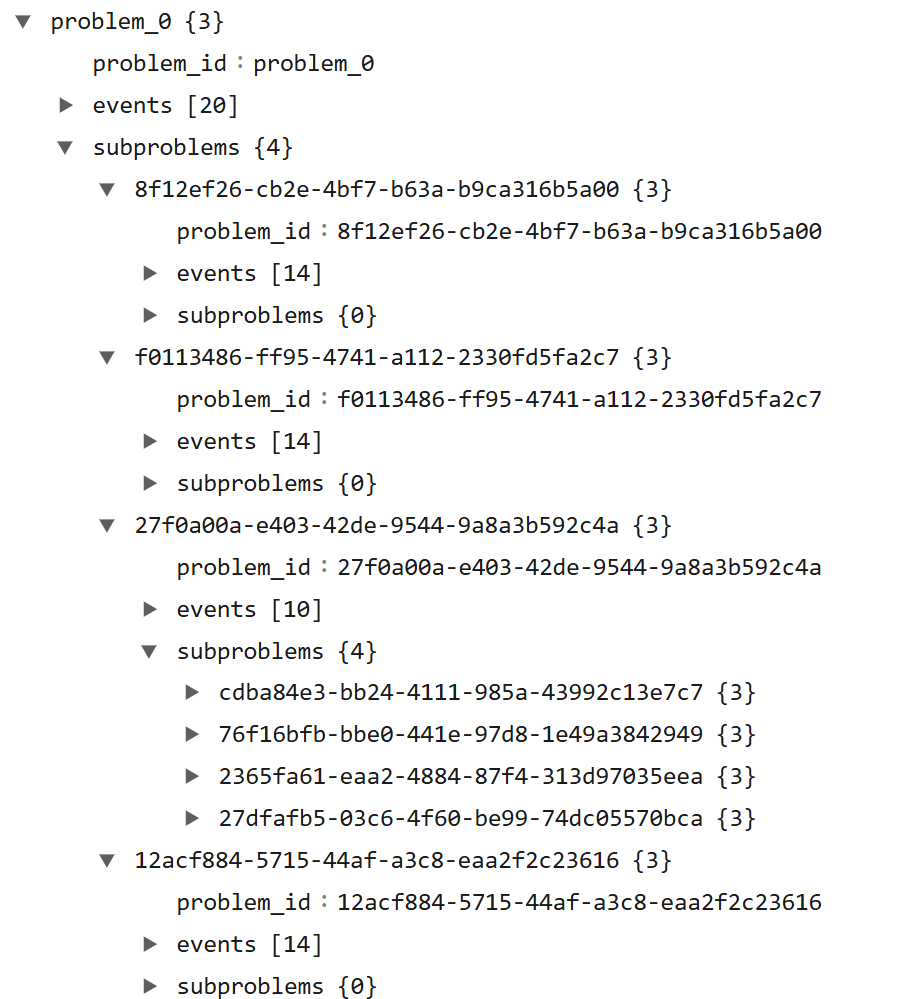 problem_0 {3}
problem_id : problem_0
events [20]
subproblems {4}
8f12ef26-cb2e-4bf7-b63a-b9ca316b5a00 {3}
problem_id : 8f12ef26-cb2e-4bf7-b63a-b9ca316b5a00
events [14]
subproblems {0}
f0113486-ff95-4741-a112-2330fd5fa2c7 {3}
problem_id : f0113486-ff95-4741-a112-2330fd5fa2c7
events [14]
subproblems {0}
27f0a00a-e403-42de-9544-9a8a3b592c4a {3}
problem_id : 27f0a00a-e403-42de-9544-9a8a3b592c4a
events [10]
subproblems {4}
cdba84e3-bb24-4111-985a-43992c13e7c7 {3}
76f16bfb-bbe0-441e-97d8-1e49a3842949 {3}
2365fa61-eaa2-4884-87f4-313d97035eea {3}
27dfafb5-03c6-4f60-be99-74dc05570bca {3}
12acf884-5715-44af-a3c8-eaa2f2c23616 {3}
problem_id : 12acf884-5715-44af-a3c8-eaa2f2c23616
events [14]
subproblems {0}